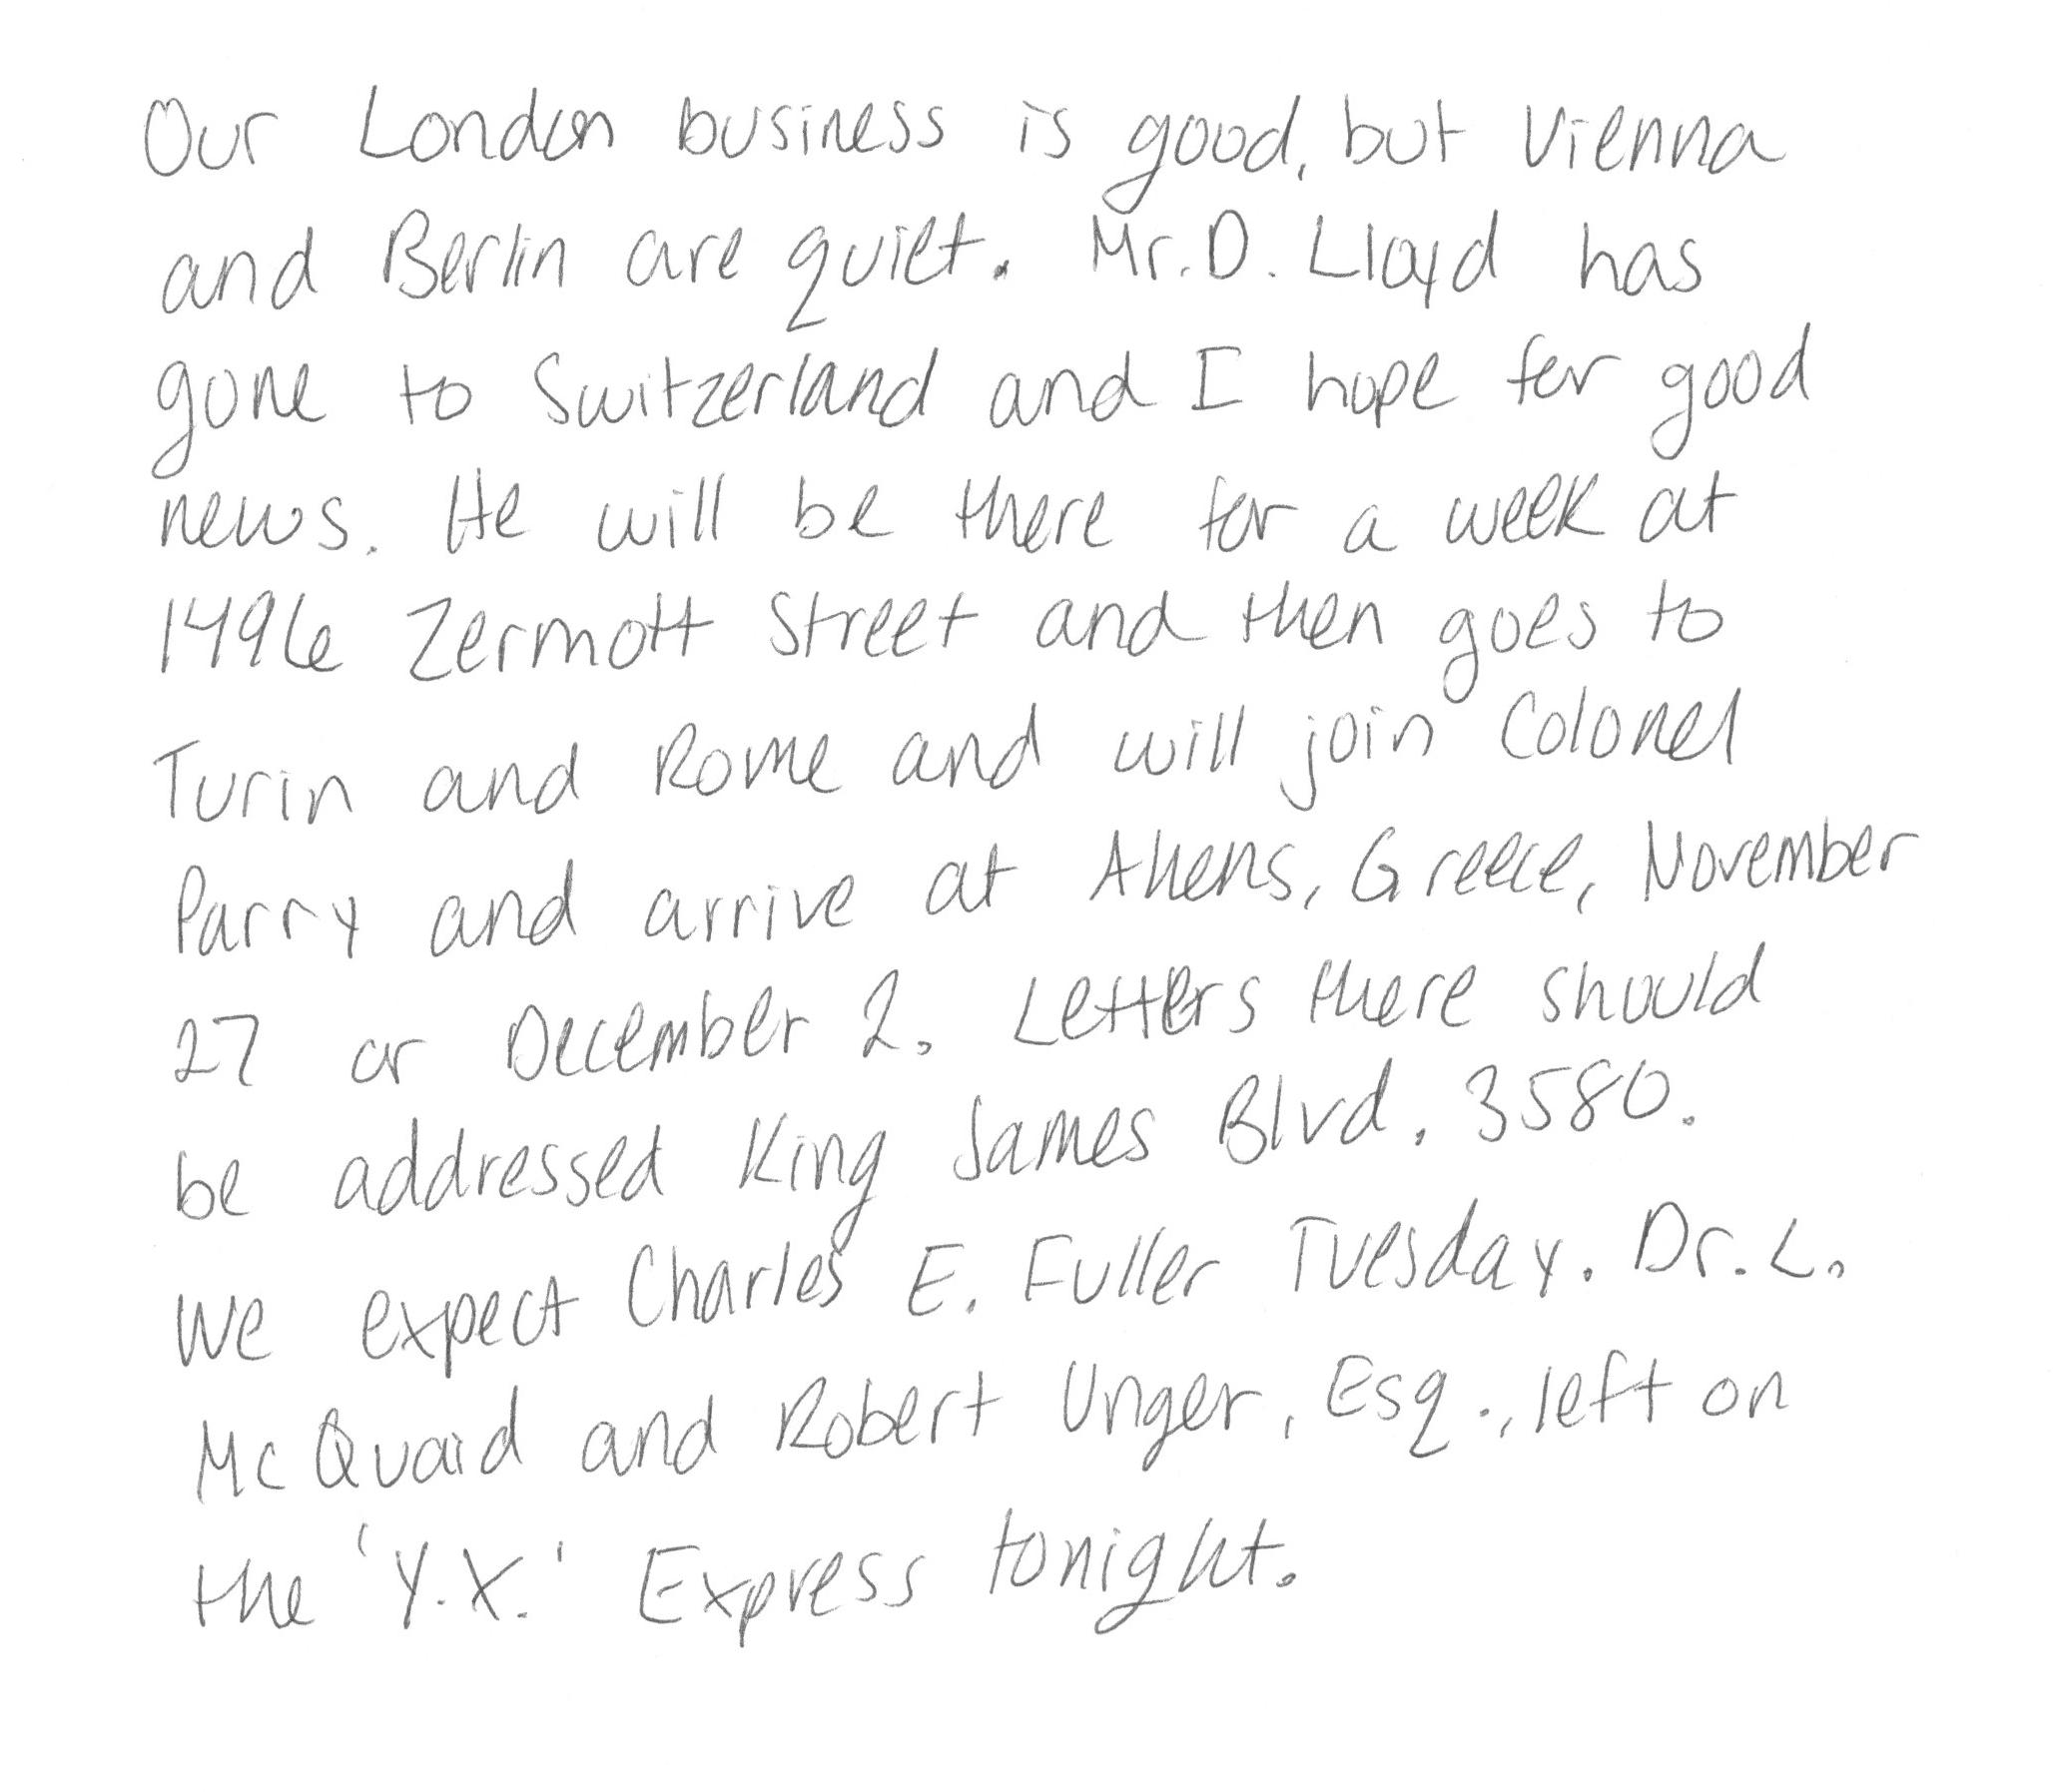 Our London business is good, but Vienna
and Berlin are quiet. Mr. D. Lloyd has
gone to Switzerland and I hope for good
news. He will be there for a week at
1496 Zermott Street and then goes to
Turin and Rome and will join Colonel
Parry and arrive at Athens, Greece, November
27 or December 2. Letters there should
be addressed King James Blvd. 3580.
We expect Charles E. Fuller Tuesday. Dr. L.
McQuaid and Robert Unger, Esq., left on
the 'Y.X.' Express tonight.